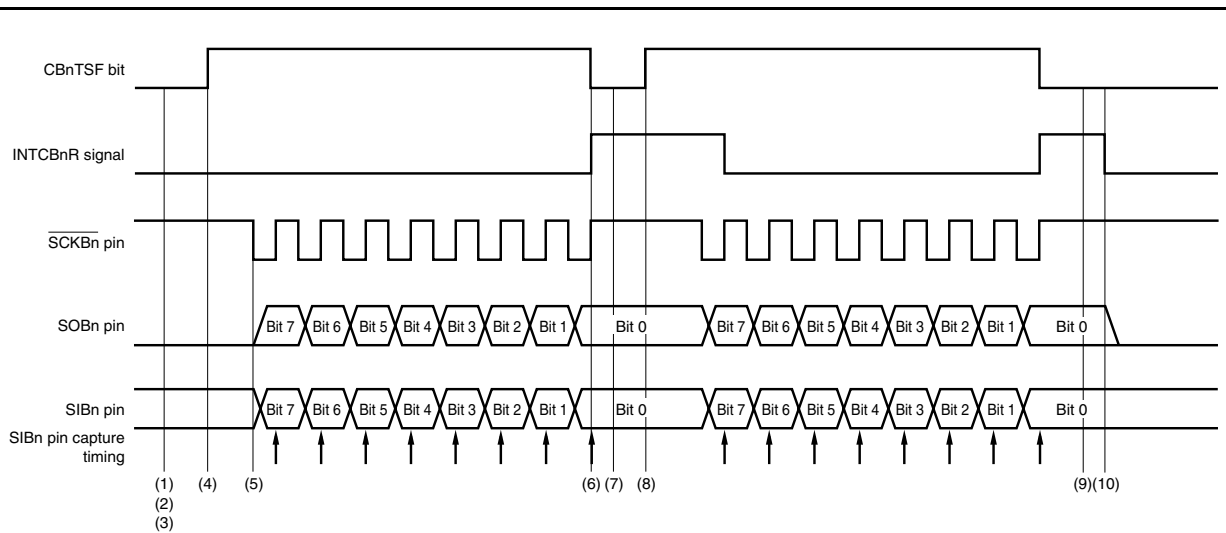 CBnTSF bit
INTCBnR signal
SCKBn pin
SOBn pin
Bit 7 Bit 6 Bit 5 Bit 4 Bit 3 Bit 2 Bit 1 Bit 0 Bit 7 Bit 6 Bit 5 Bit 4 Bit 3 Bit 2 Bit 1 Bit 0
SIBn pin
Bit 7 Bit 6 Bit 5 Bit 4 Bit 3 Bit 2 Bit 1 Bit 0 Bit 7 Bit 6 Bit 5 Bit 4 Bit 3 Bit 2 Bit 1 Bit 0
SIBn pin capture
timing
(1) (4) (5) (6) (7) (8) (9) (10)
(2)
(3)